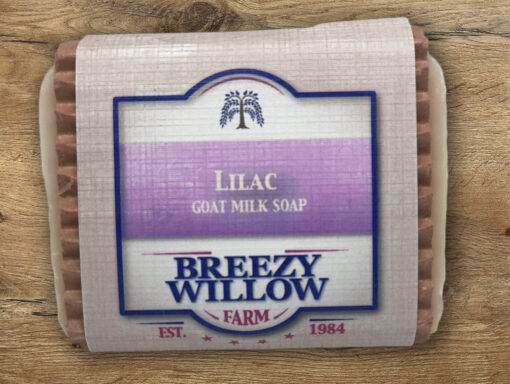 LILAC
GOAT MILK SOAP
BREEZY
WILLOW
FARM
EST. 1984